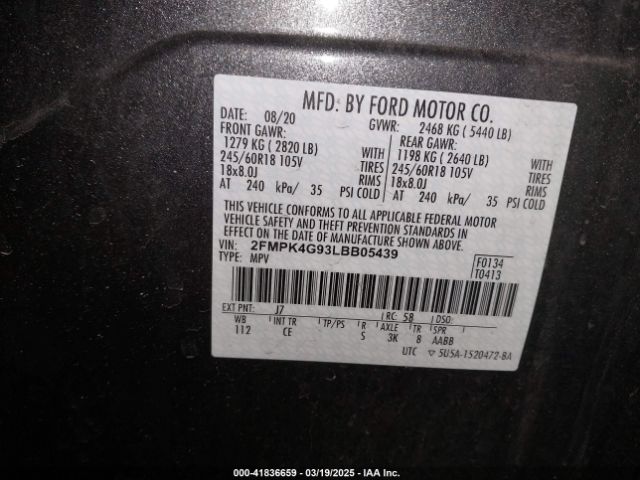 MFD. BY FORD MOTOR CO.
DATE: 08/20 GVWR: 2468 KG ( 5440 LB)
FRONT GAWR: REAR GAWR:
1279 KG ( 2820 LB) WITH 1198 KG ( 2640 LB) WITH
245/60R18 105V TIRES 245/60R18 105V TIRES
18x8.0J RIMS 18x8.0J RIMS
AT 240 kPa/ 35 PSI COLD AT 240 kPa/ 35 PSI COLD
THIS VEHICLE CONFORMS TO ALL APPLICABLE FEDERAL MOTOR
VEHICLE SAFETY AND THEFT PREVENTION STANDARDS IN
EFFECT ON THE DATE OF MANUFACTURE SHOWN ABOVE.
VIN: 2FMPK4G93LBB05439 F0134
TYPE: MPV T0413
EXT PNT: J7 RC: 58 DSO:
WB INT TR TP/PS R AXLE TR SPR
112 CE S 3K 8 AABB
UTC ▽ 5U5A-1520472-BA
000-41836659 - 03/19/2025 - IAA Inc.